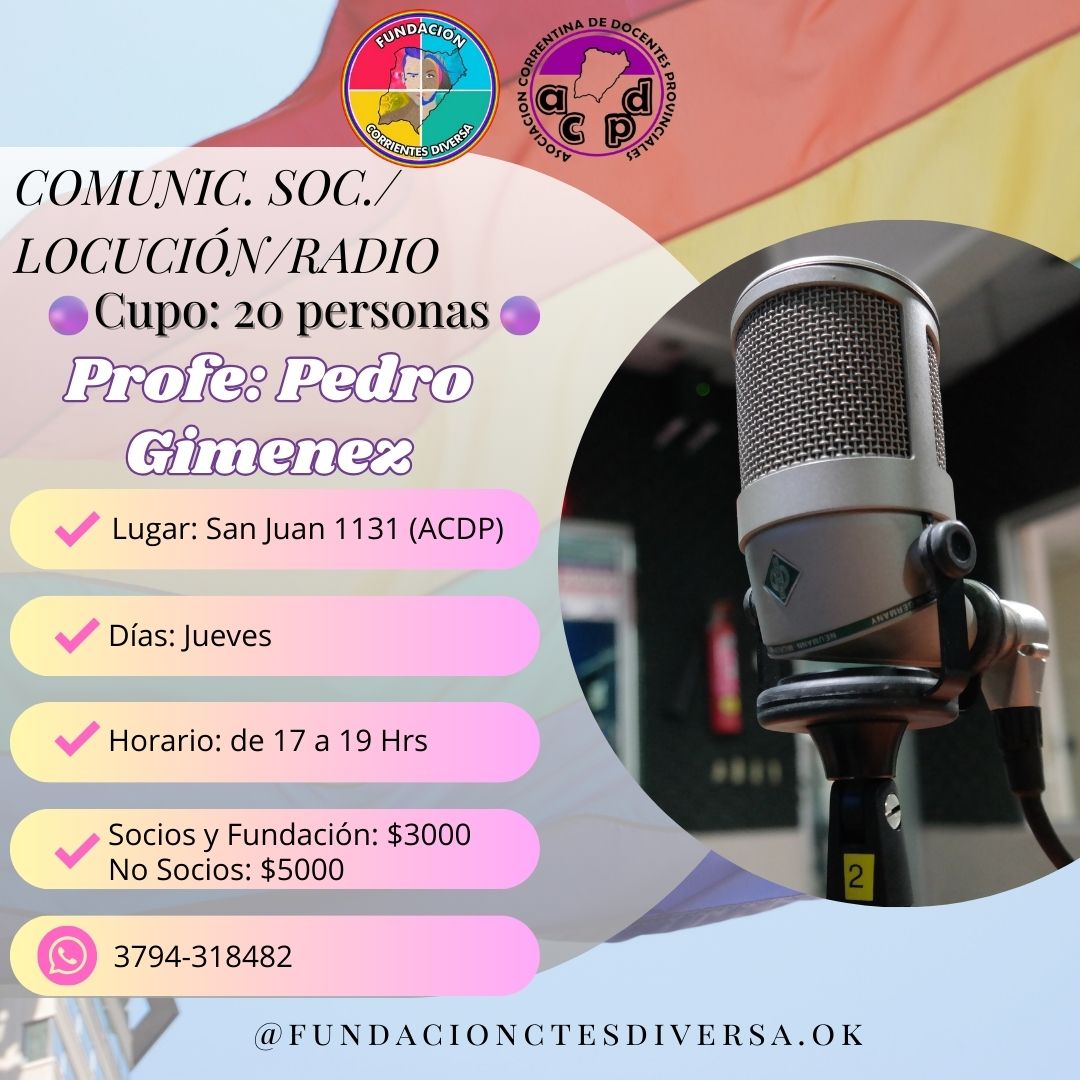 FUNDACION
CORRIENTES DIVERSA
ASOCIACION CORRENTINA DE DOCENTES PROVINCIALES
acdp
COMUNIC. SOC./
LOCUCIÓN/RADIO
Cupo: 20 personas
Profe: Pedro
Gimenez
Lugar: San Juan 1131 (ACDP)
Días: Jueves
Horario: de 17 a 19 Hrs
Socios y Fundación: $3000
No Socios: $5000
3794-318482
GERMANY
NEUMANN
2
@FUNDACIONCTESDIVERSA.OK